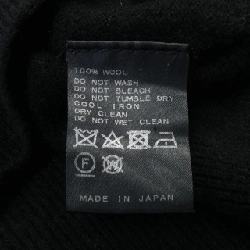 100% WOOL
DO NOT WASH
DO NOT BLEACH
DO NOT TUMBLE DRY
COOL IRON
DRY CLEAN
DO NOT WET CLEAN
F
W
MADE IN JAPAN